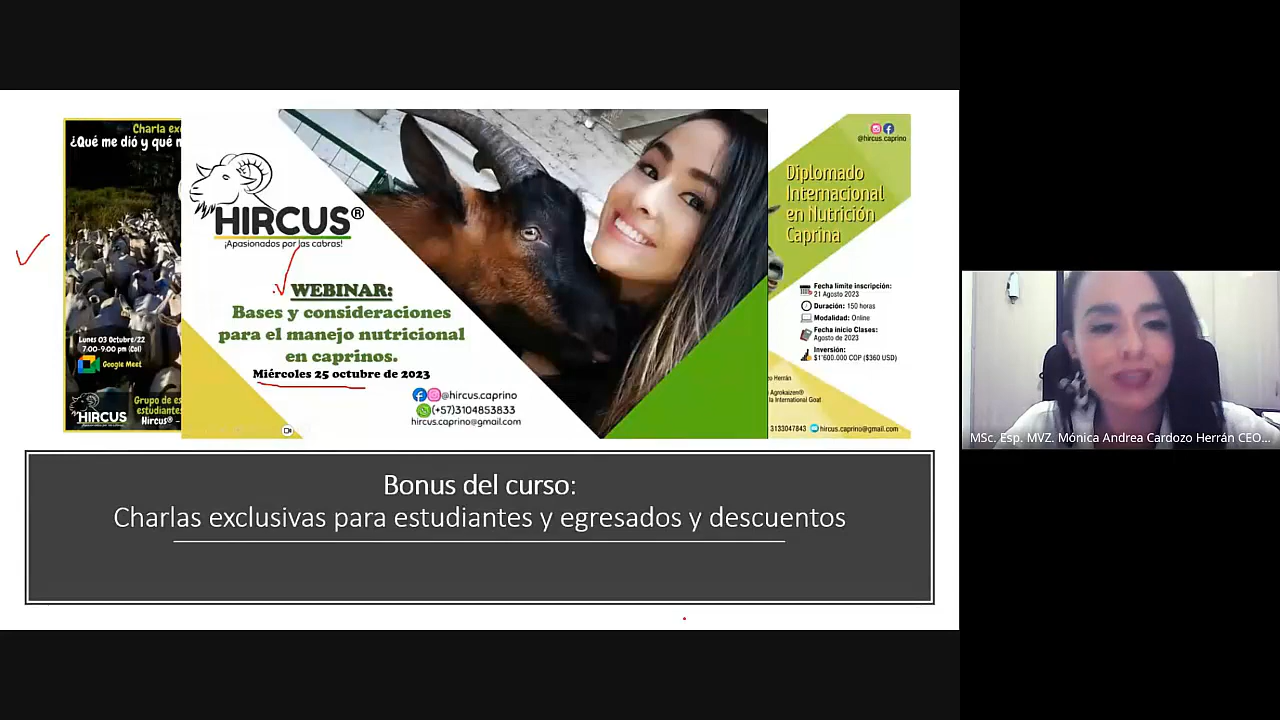 Charla
¿Qué me dió y qué
Lunes 03 Octubre/22
7:00-9:00 pm (Col)
Google Meet
HIRCUS
Grupo de
Hircus® -
HIRCUS®
¡Apasionados por las cabras!
WEBINAR:
Bases y consideraciones
para el manejo nutricional
en caprinos.
Miércoles 25 octubre de 2023
@hircus.caprino
(+57)3104853833
hircus.caprino@gmail.com
@hircus.caprino
Diplomado
Internacional
en Nutrición
Caprina
Fecha límite inscripción:
21 Agosto 2023
Duración: 150 horas
Modalidad: Online
Fecha inicio Clases:
Agosto de 2023
Inversión:
$1'600.000 COP ($360 USD)
Herrán
Agrokaizen®
la International Goat
3133047843 hircus.caprino@gmail.com
Bonus del curso:
Charlas exclusivas para estudiantes y egresados y descuentos
MSc. Esp. MVZ. Mónica Andrea Cardozo Herrán CEO...